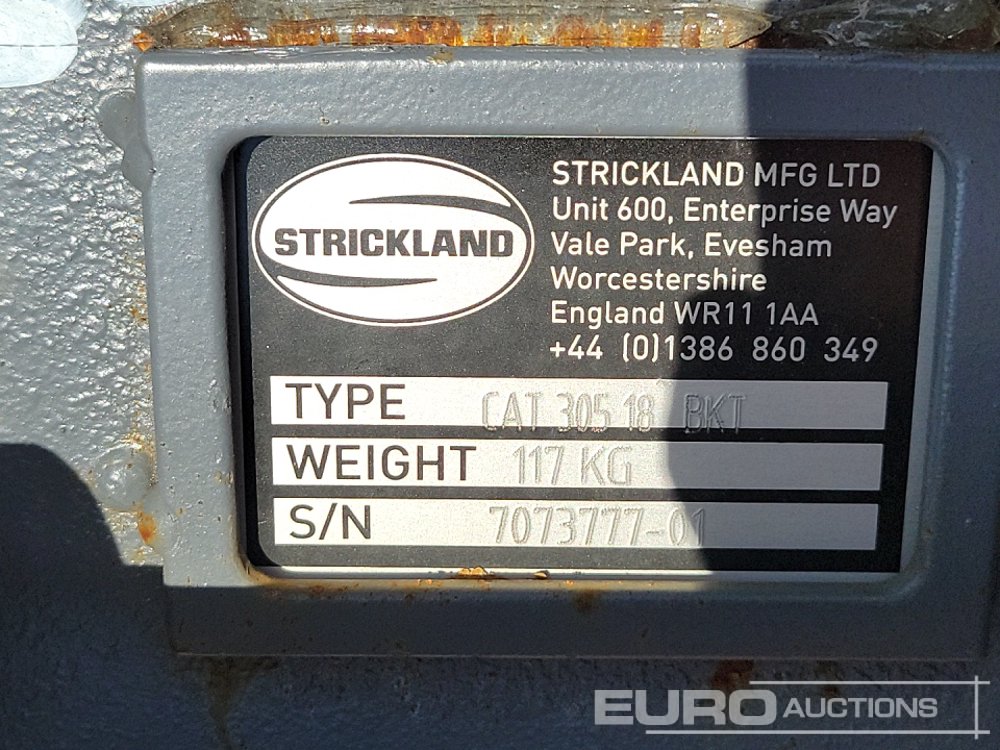 STRICKLAND
STRICKLAND MFG LTD
Unit 600, Enterprise Way
Vale Park, Evesham
Worcestershire
England WR11 1AA
+44 (0)1386 860 349
TYPE CAT 305 18 BKT
WEIGHT 117 KG
S/N 7073777-01
EURO AUCTIONS